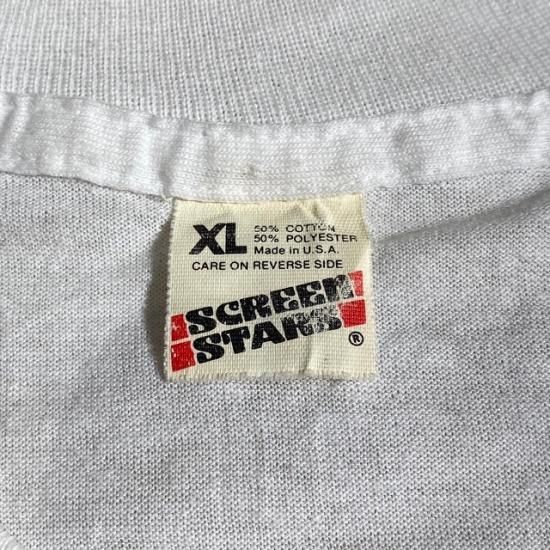 XL
50% COTTON
50% POLYESTER
Made in U.S.A.
CARE ON REVERSE SIDE
SCREEN
STARS
®